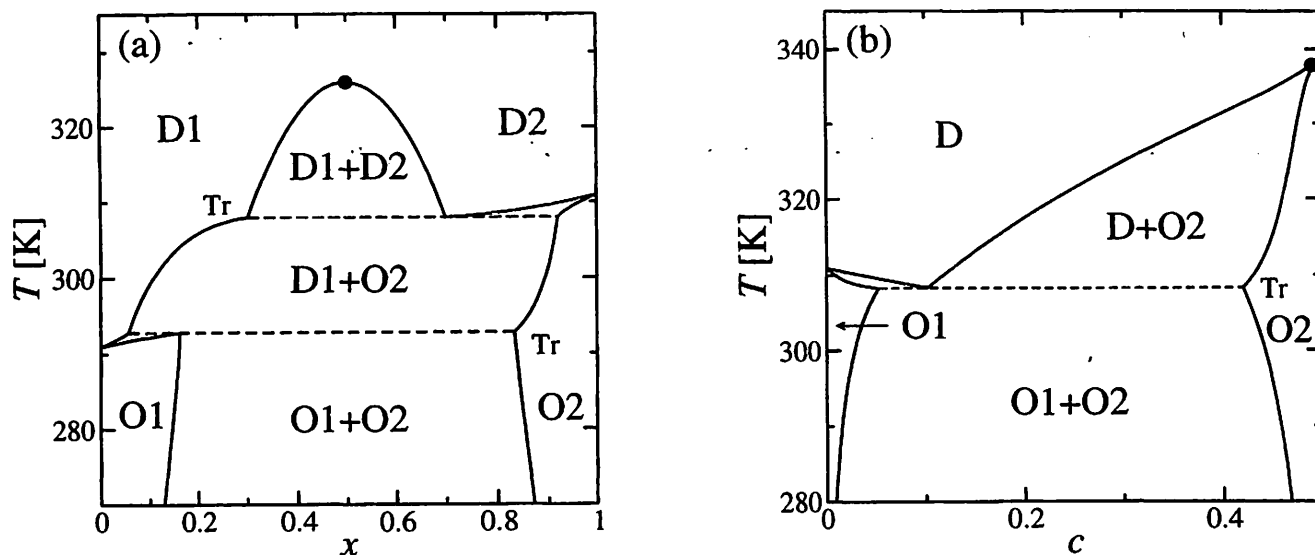 (a)
320
300
280
T [K]
D1
D2
D1+D2
Tr
D1+O2
Tr
O1
O1+O2
O2
0
0.2
0.4
0.6
0.8
1
x
(b)
340
320
300
280
T [K]
D
D+O2
Tr
O1
O2
O1+O2
0
0.2
0.4
c